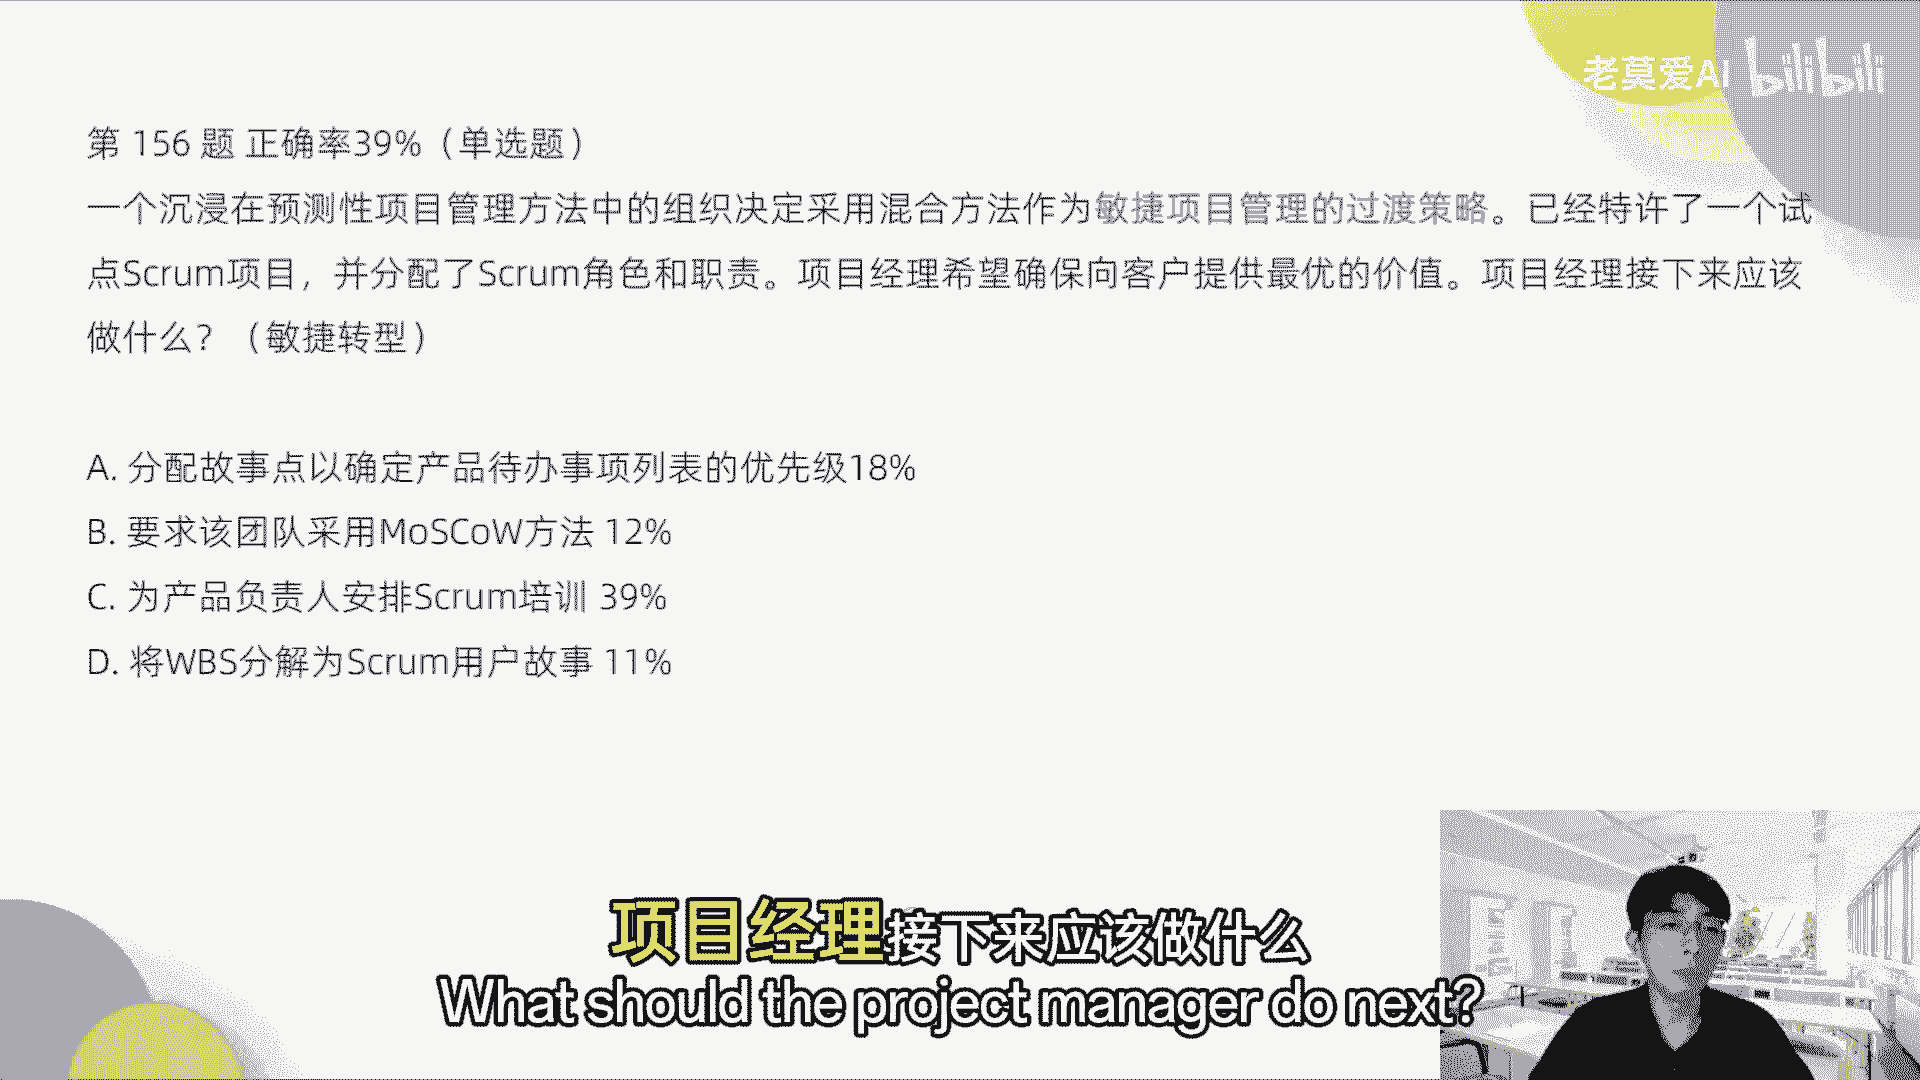 老莫爱AI bilibili
第 156 题 正确率39%（单选题）
一个沉浸在预测性项目管理方法中的组织决定采用混合方法作为敏捷项目管理的过渡策略。已经特许了一个试
点Scrum项目，并分配了Scrum角色和职责。项目经理希望确保向客户提供最优的价值。项目经理接下来应该
做什么？（敏捷转型）
A. 分配故事点以确定产品待办事项列表的优先级18%
B. 要求该团队采用MoSCoW方法 12%
C. 为产品负责人安排Scrum培训 39%
D. 将WBS分解为Scrum用户故事 11%
项目经理接下来应该做什么
What should the project manager do next?